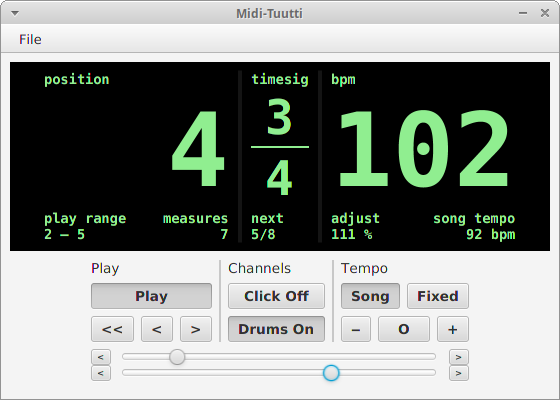 Midi-Tuutti
File
position timesig bpm
4 3 102
4
play range measures next adjust song tempo
2 – 5 7 5/8 111 % 92 bpm
Play Channels Tempo
Play Click Off Song Fixed
<< < > Drums On – O +
< >
< >